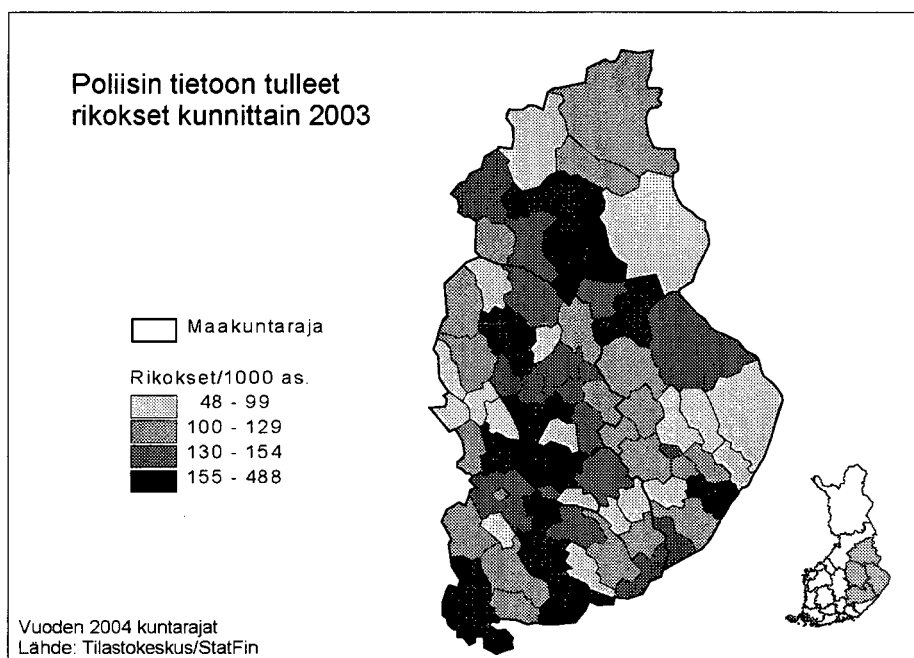 Poliisin tietoon tulleet
rikokset kunnittain 2003
Maakuntaraja
Rikokset/1000 as.
48 - 99
100 - 129
130 - 154
155 - 488
Vuoden 2004 kuntarajat
Lähde: Tilastokeskus/StatFin